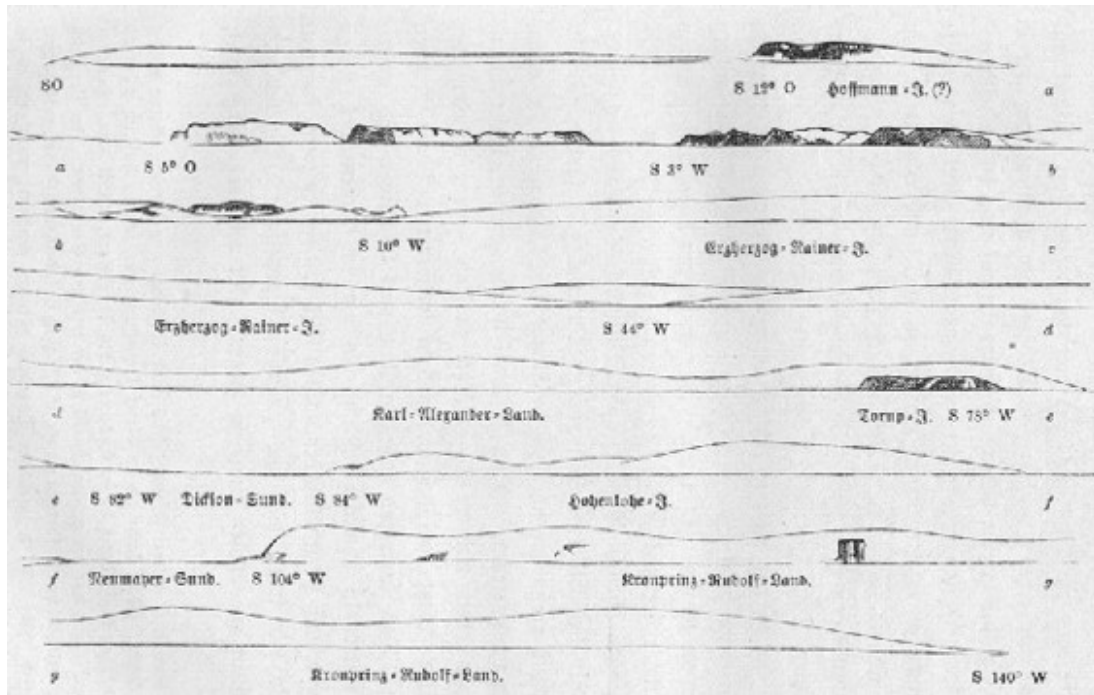 SO S 12° O Hoffmann=J. (?) a
a S 5° O S 3° W b
b S 10° W Erzherzog=Rainer=J. c
c Erzherzog=Rainer=J. S 44° W d
d Karl=Alexander=Land. Torup=J. S 75° W e
e S 82° W Dickson=Sund. S 84° W Hohenlohe=J. f
f Neumayer=Sund. S 104° W Kronprinz=Rudolf=Land. g
g Kronprinz=Rudolf=Land. S 140° W